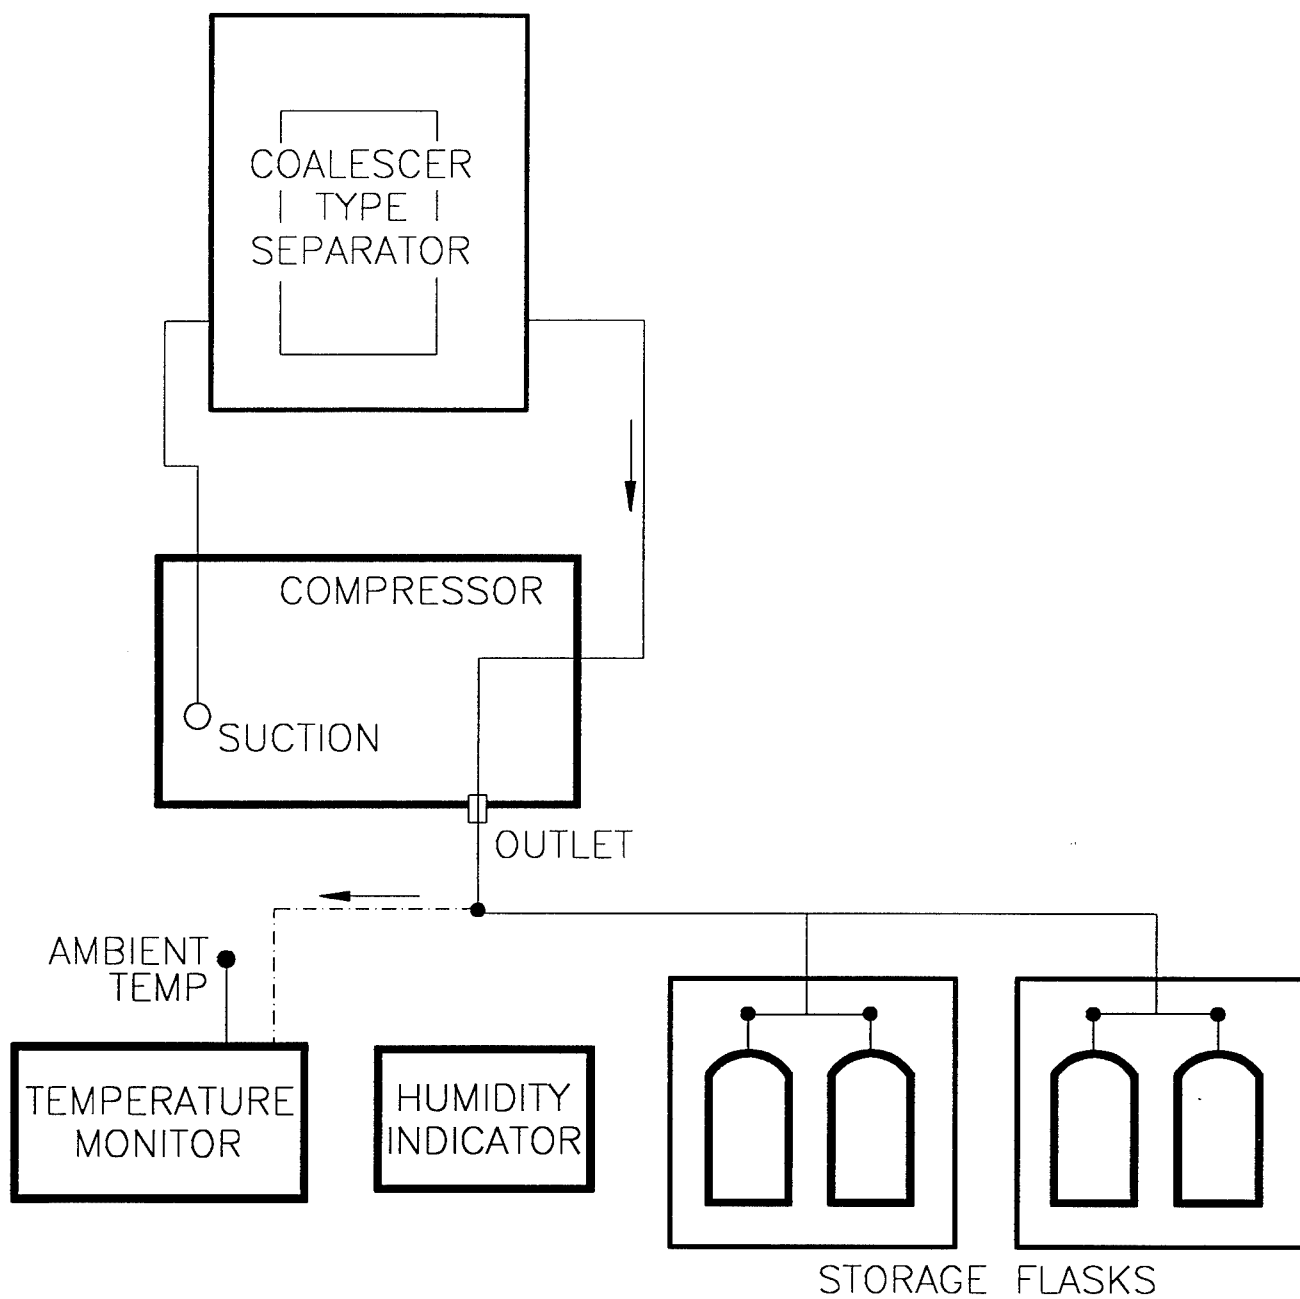 COALESCER
TYPE
SEPARATOR
COMPRESSOR
SUCTION
OUTLET
AMBIENT
TEMP
TEMPERATURE
MONITOR
HUMIDITY
INDICATOR
STORAGE FLASKS